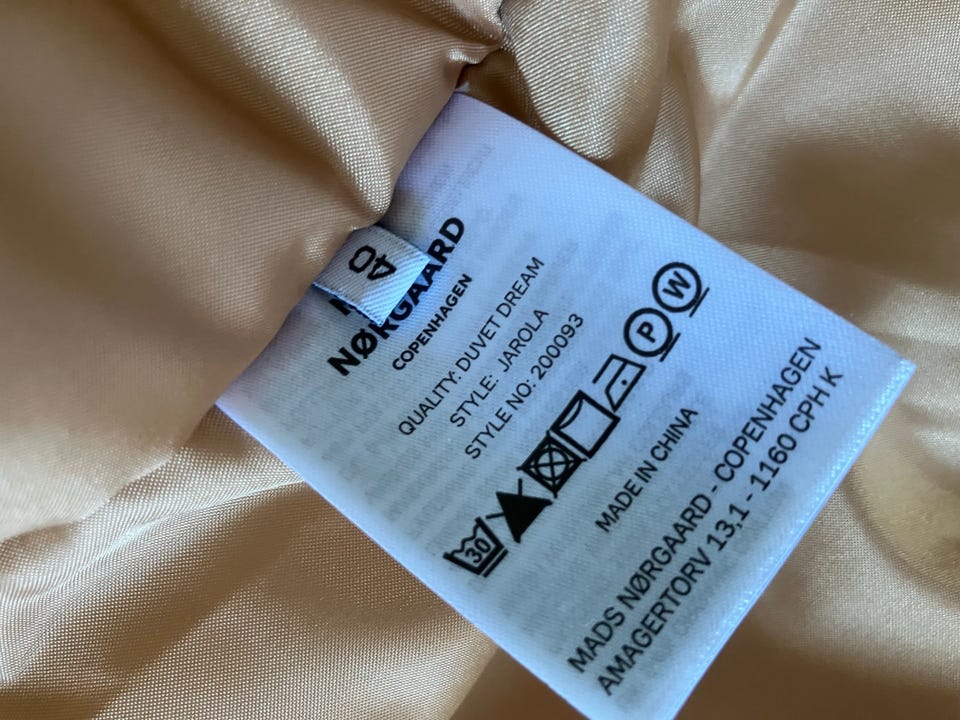 40
NØRGAARD
COPENHAGEN
QUALITY: DUVET DREAM
STYLE: JAROLA
STYLE NO: 200093
30
P
W
MADE IN CHINA
MADS NØRGAARD - COPENHAGEN
AMAGERTORV 13,1 - 1160 CPH K